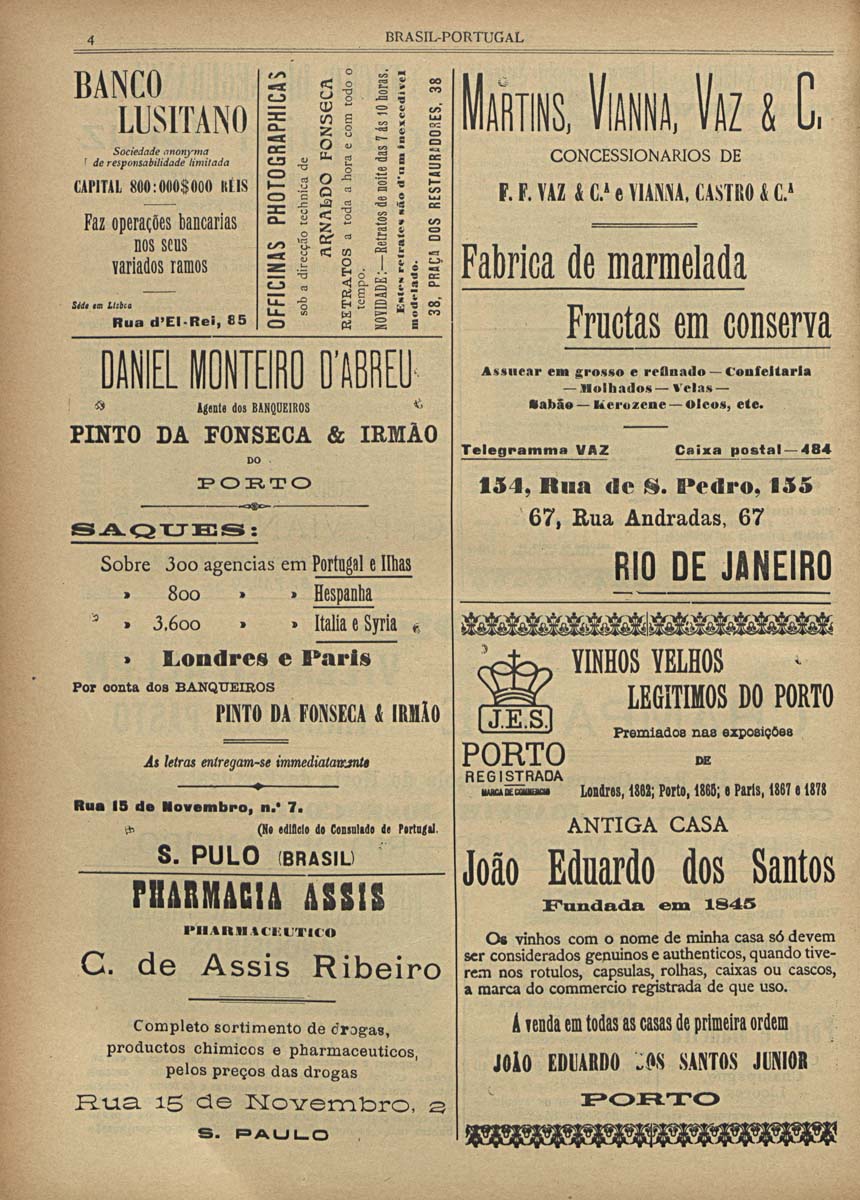 4
BRASIL-PORTUGAL
BANCO
LUSITANO
Sociedade anonyma
de responsabilidade limitada
CAPITAL 800:000$000 RÉIS
Faz operações bancarias
nos seus
variados ramos
Séde em Lisboa
Rua d'El-Rei, 85
OFFICINAS PHOTOGRAPHICAS
sob a direcção technica de
ARNALDO FONSECA
RETRATOS a toda a hora e com todo o
tempo.
NOVIDADE:—Retratos de noite das 7 ás 10 horas.
Estes retratos são d'um inexcedivel
modelado.
38, PRAÇA DOS RESTAURADORES, 38
DANIEL MONTEIRO D'ABREU
Agente dos BANQUEIROS
PINTO DA FONSECA & IRMÃO
DO
PORTO
SAQUES:
Sobre 300 agencias em Portugal e Ilhas
» 800 » » Hespanha
» 3,600 » » Italia e Syria
» Londres e Paris
Por conta dos BANQUEIROS
PINTO DA FONSECA & IRMÃO
As letras entregam-se immediatamente
Rua 15 de Novembro, n.º 7.
(No edificio do Consulado de Portugal.
S. PULO (BRASIL)
PHARMACIA ASSIS
PHARMACEUTICO
C. de Assis Ribeiro
Completo sortimento de drogas,
productos chimicos e pharmaceuticos,
pelos preços das drogas
Rua 15 de Novembro, 2
S. PAULO
MARTINS, VIANNA, VAZ & C.
CONCESSIONARIOS DE
F. F. VAZ & C.ª e VIANNA, CASTRO & C.ª
Fabrica de marmelada
Fructas em conserva
Assucar em grosso e refinado — Confeitaria
— Molhados — Velas —
Sabão — Kerozene — Oleos, etc.
Telegramma VAZ Caixa postal—484
154, Rua de S. Pedro, 155
67, Rua Andradas, 67
RIO DE JANEIRO
J.E.S.
PORTO
REGISTRADA
MARCA DE COMMERCIO
VINHOS VELHOS
LEGITIMOS DO PORTO
Premiados nas exposições
DE
Londres, 1862; Porto, 1865; e Paris, 1867 e 1878
ANTIGA CASA
João Eduardo dos Santos
Fundada em 1845
Os vinhos com o nome de minha casa só devem
ser considerados genuinos e authenticos, quando tive-
rem nos rotulos, capsulas, rolhas, caixas ou cascos,
a marca do commercio registrada de que uso.
Á venda em todas as casas de primeira ordem
JOÃO EDUARDO DOS SANTOS JUNIOR
PORTO